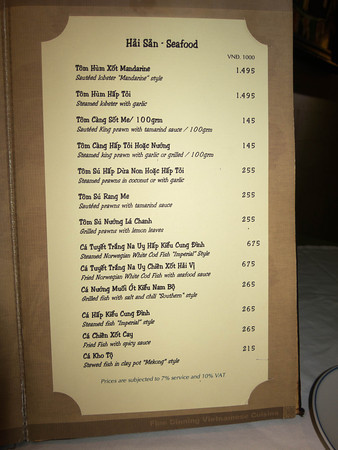 Hải Sản - Seafood
VNĐ. 1000
Tôm Hùm Xốt Mandarine 1.495
Sautéed lobster "Mandarine" style
Tôm Hùm Hấp Tỏi 1.495
Steamed lobster with garlic
Tôm Càng Sốt Me/ 100grm 145
Sautéed King prawn with tamarind sauce / 100grm
Tôm Càng Hấp Tỏi Hoặc Nướng 145
Steamed king prawn with garlic or grilled / 100grm
Tôm Sú Hấp Dừa Non Hoặc Hấp Tỏi 255
Steamed prawns in coconut or with garlic
Tôm Sú Rang Me 255
Sautéed prawns with tamarind sauce
Tôm Sú Nướng Lá Chanh 255
Grilled prawns with lemon leaves
Cá Tuyết Trắng Na Uy Hấp Kiểu Cung Đình 675
Steamed Norwegian White Cod Fish "Imperial" Style
Cá Tuyết Trắng Na Uy Chiên Xốt Hải Vị 675
Fried Norwegian White Cod Fish with seafood sauce
Cá Nướng Muối Ớt Kiểu Nam Bộ 265
Grilled fish with salt and chill "Southern" style
Cá Hấp Kiểu Cung Đình 265
Steamed fish "Imperial" style
Cá Chiên Xốt Cay 265
Fried Fish with spicy sauce
Cá Kho Tộ 215
Stewed fish in clay pot "Mekong" style
Prices are subjected to 7% service and 10% VAT
Fine Dining Vietnamese Cuisine